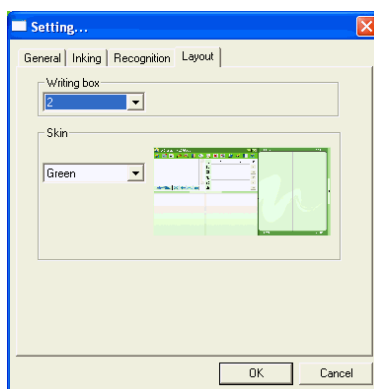 Setting...
General Inking Recognition Layout
Writing box
2
Skin
Green
OK Cancel